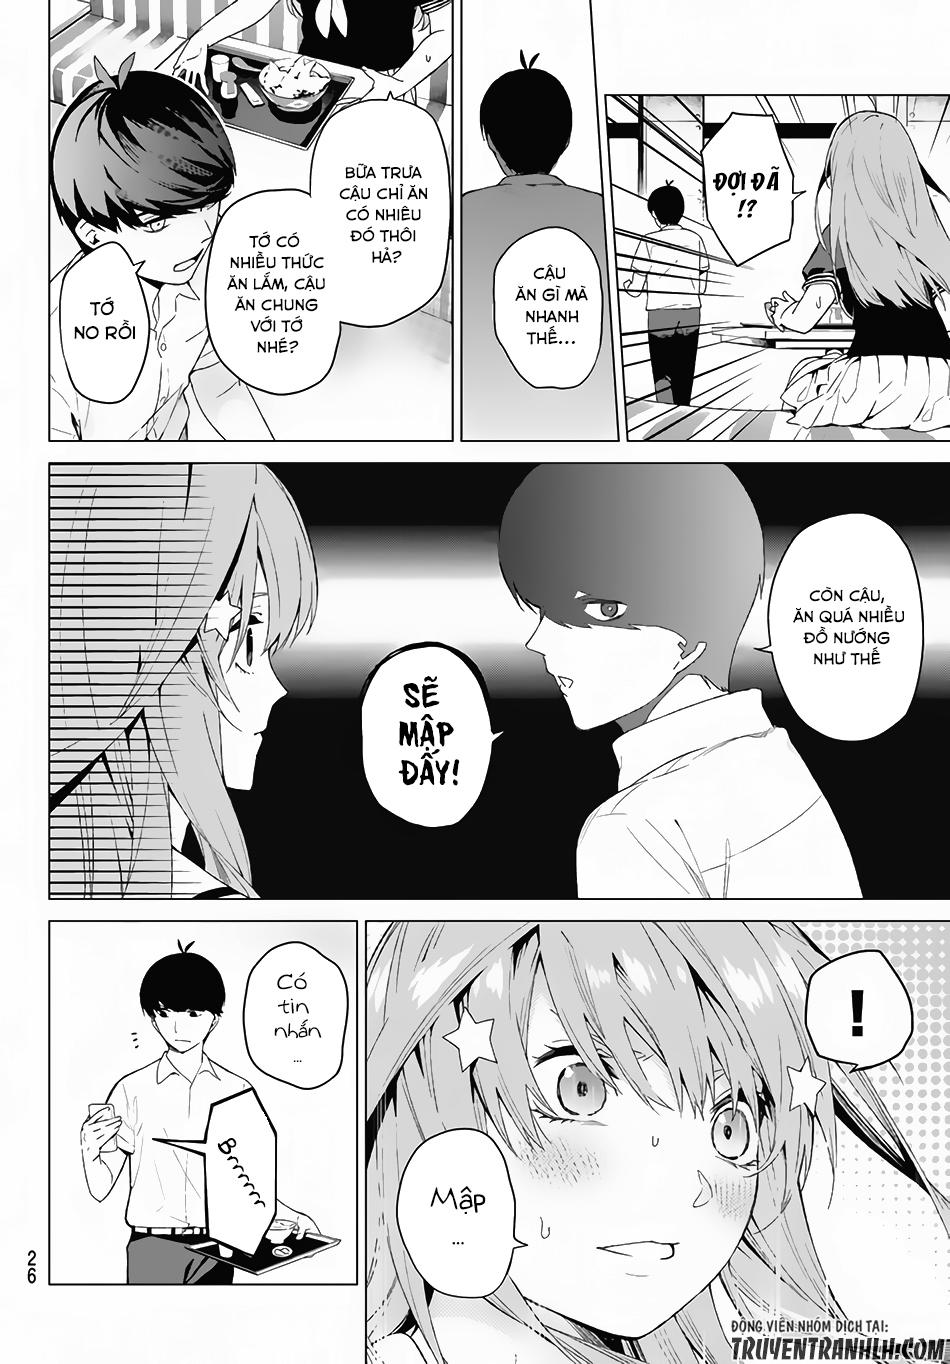 ĐỢI ĐÃ
!?
CẬU
ĂN GÌ MÀ
NHANH
THẾ...
BỮA TRƯA
CẬU CHỈ ĂN
CÓ NHIÊU
ĐÓ THÔI
HẢ?
TỚ CÓ
NHIỀU THỨC
ĂN LẮM, CẬU
ĂN CHUNG
VỚI TỚ
NHÉ?
TỚ
NO RỒI
CÒN CẬU,
ĂN QUÁ NHIỀU
ĐỒ NƯỚNG
NHƯ THẾ
SẼ
MẬP
ĐẤY!
!
Mập
...
Có
tin
nhắn
...
Brrrrrr
26
ĐỘNG VIÊN NHÓM DỊCH TẠI:
TRUYENTRANHLH.COM